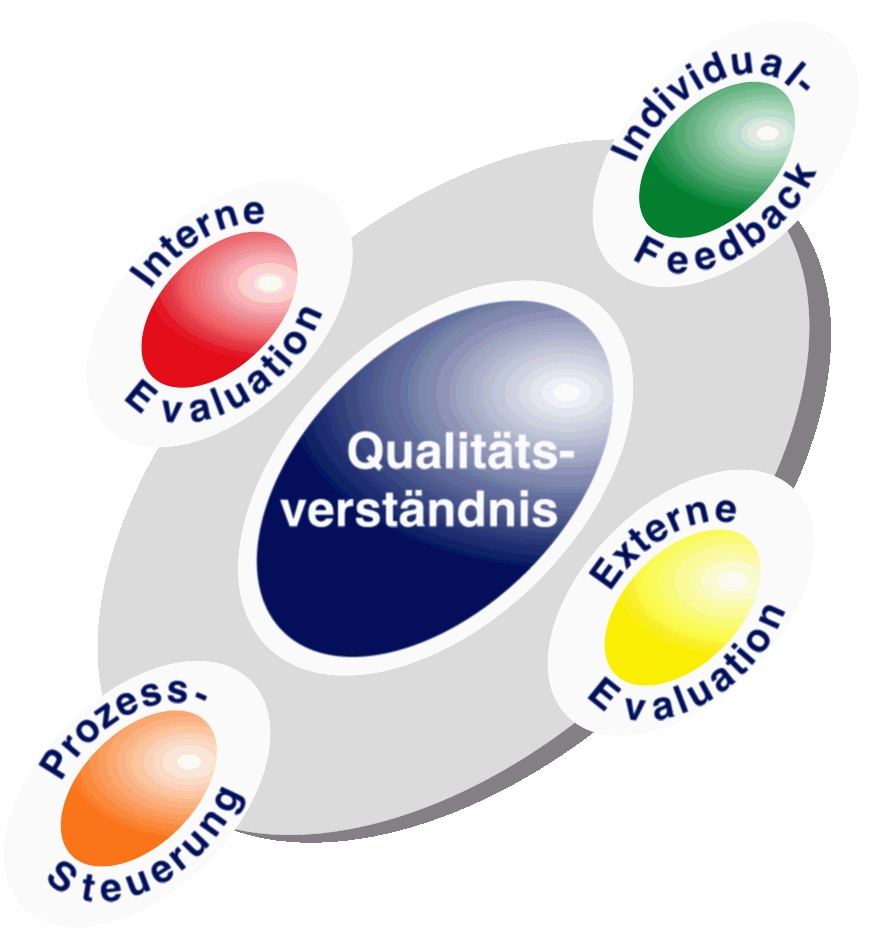 Individual-
Feedback
Interne
Evaluation
Qualitäts-
verständnis
Externe
Evaluation
Prozess-
Steuerung